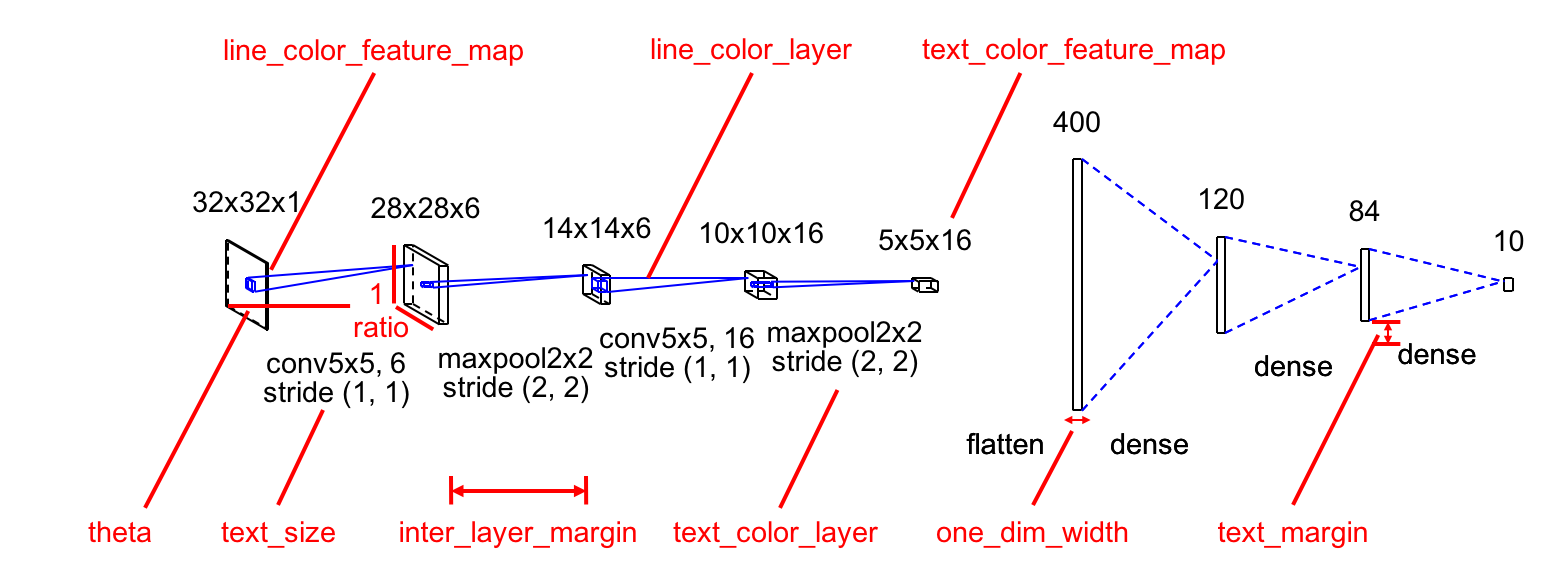 line_color_feature_map
line_color_layer
text_color_feature_map
400
32x32x1
28x28x6
14x14x6
10x10x16
5x5x16
120
84
10
1
ratio
conv5x5, 6
stride (1, 1)
maxpool2x2
stride (2, 2)
conv5x5, 16
stride (1, 1)
maxpool2x2
stride (2, 2)
flatten
dense
dense
dense
theta
text_size
inter_layer_margin
text_color_layer
one_dim_width
text_margin